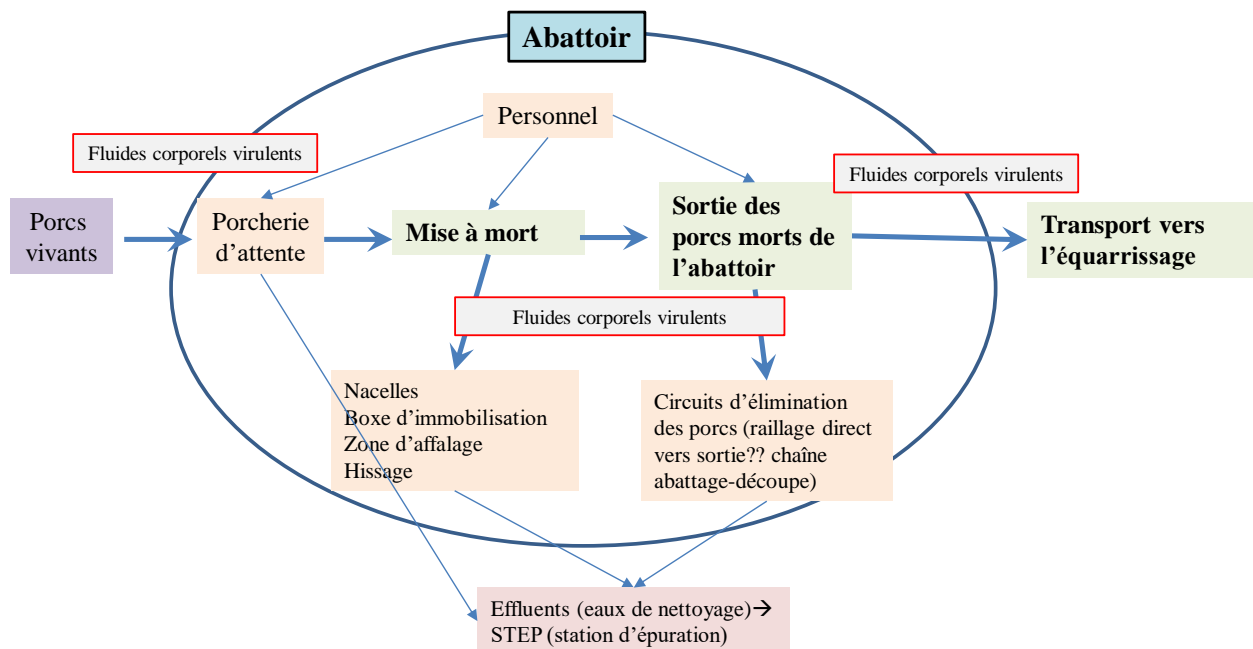 Abattoir
Personnel
Fluides corporels virulents
Fluides corporels virulents
Porcs
vivants
Porcherie
d’attente
Mise à mort
Sortie des
porcs morts de
l’abattoir
Transport vers
l’équarrissage
Fluides corporels virulents
Nacelles
Boxe d’immobilisation
Zone d’affalage
Hissage
Circuits d’élimination
des porcs (raillage direct
vers sortie?? chaîne
abattage-découpe)
Effluents (eaux de nettoyage)→
STEP (station d’épuration)